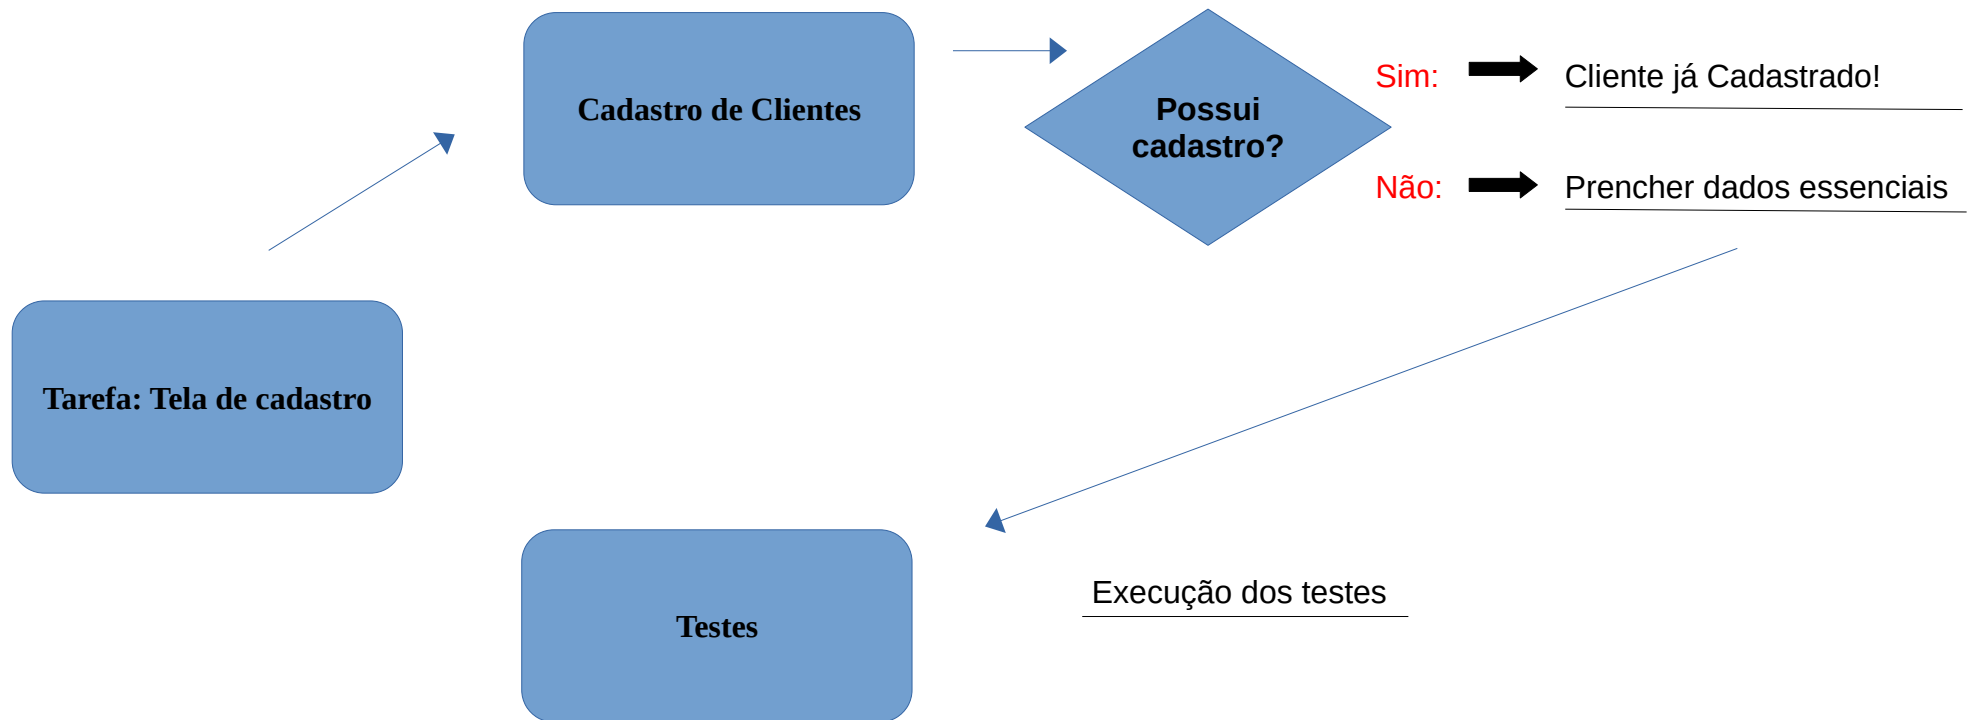 Cadastro de Clientes
Possui
cadastro?
Sim:
Cliente já Cadastrado!
Não:
Prencher dados essenciais
Tarefa: Tela de cadastro
Testes
Execução dos testes